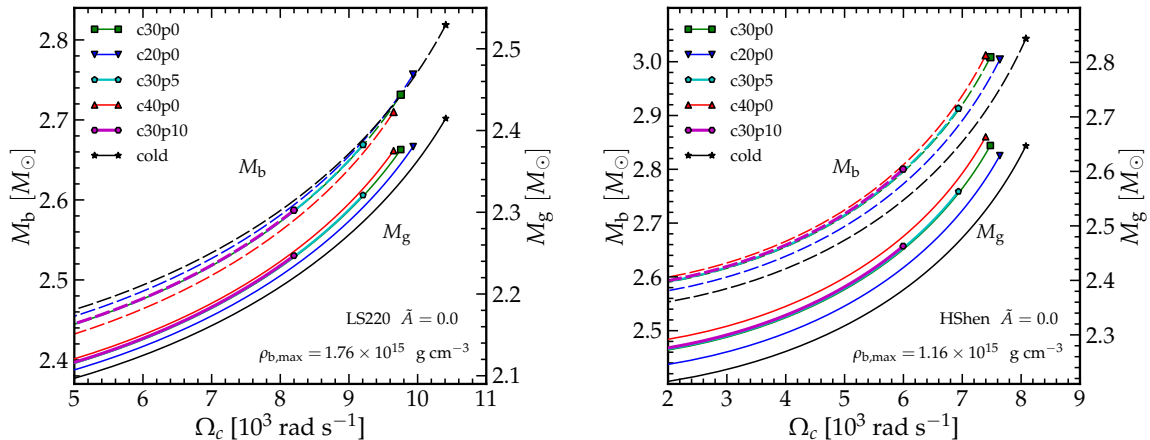 2.8
2.7
2.6
2.5
2.4
M_b [M_⊙]
c30p0
c20p0
c30p5
c40p0
c30p10
cold
M_b
M_g
LS220 Ã = 0.0
ρ_b,max = 1.76 × 10^15 g cm^−3
2.5
2.4
2.3
2.2
2.1
M_g [M_⊙]
5 6 7 8 9 10 11
Ω_c [10^3 rad s^−1]
3.0
2.9
2.8
2.7
2.6
2.5
M_b [M_⊙]
c30p0
c20p0
c30p5
c40p0
c30p10
cold
M_b
M_g
HShen Ã = 0.0
ρ_b,max = 1.16 × 10^15 g cm^−3
2.8
2.7
2.6
2.5
2.4
2.3
M_g [M_⊙]
2 3 4 5 6 7 8 9
Ω_c [10^3 rad s^−1]